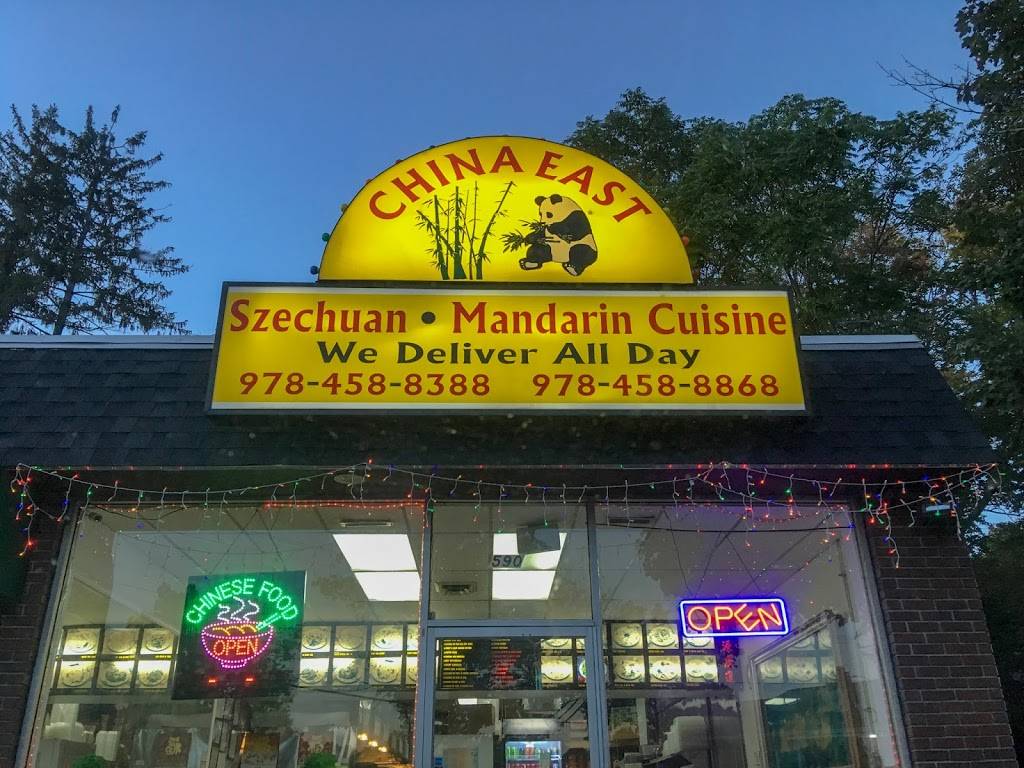 CHINA EAST
Szechuan • Mandarin Cuisine
We Deliver All Day
978-458-8388 978-458-8868
590
CHINESE FOOD
OPEN
OPEN